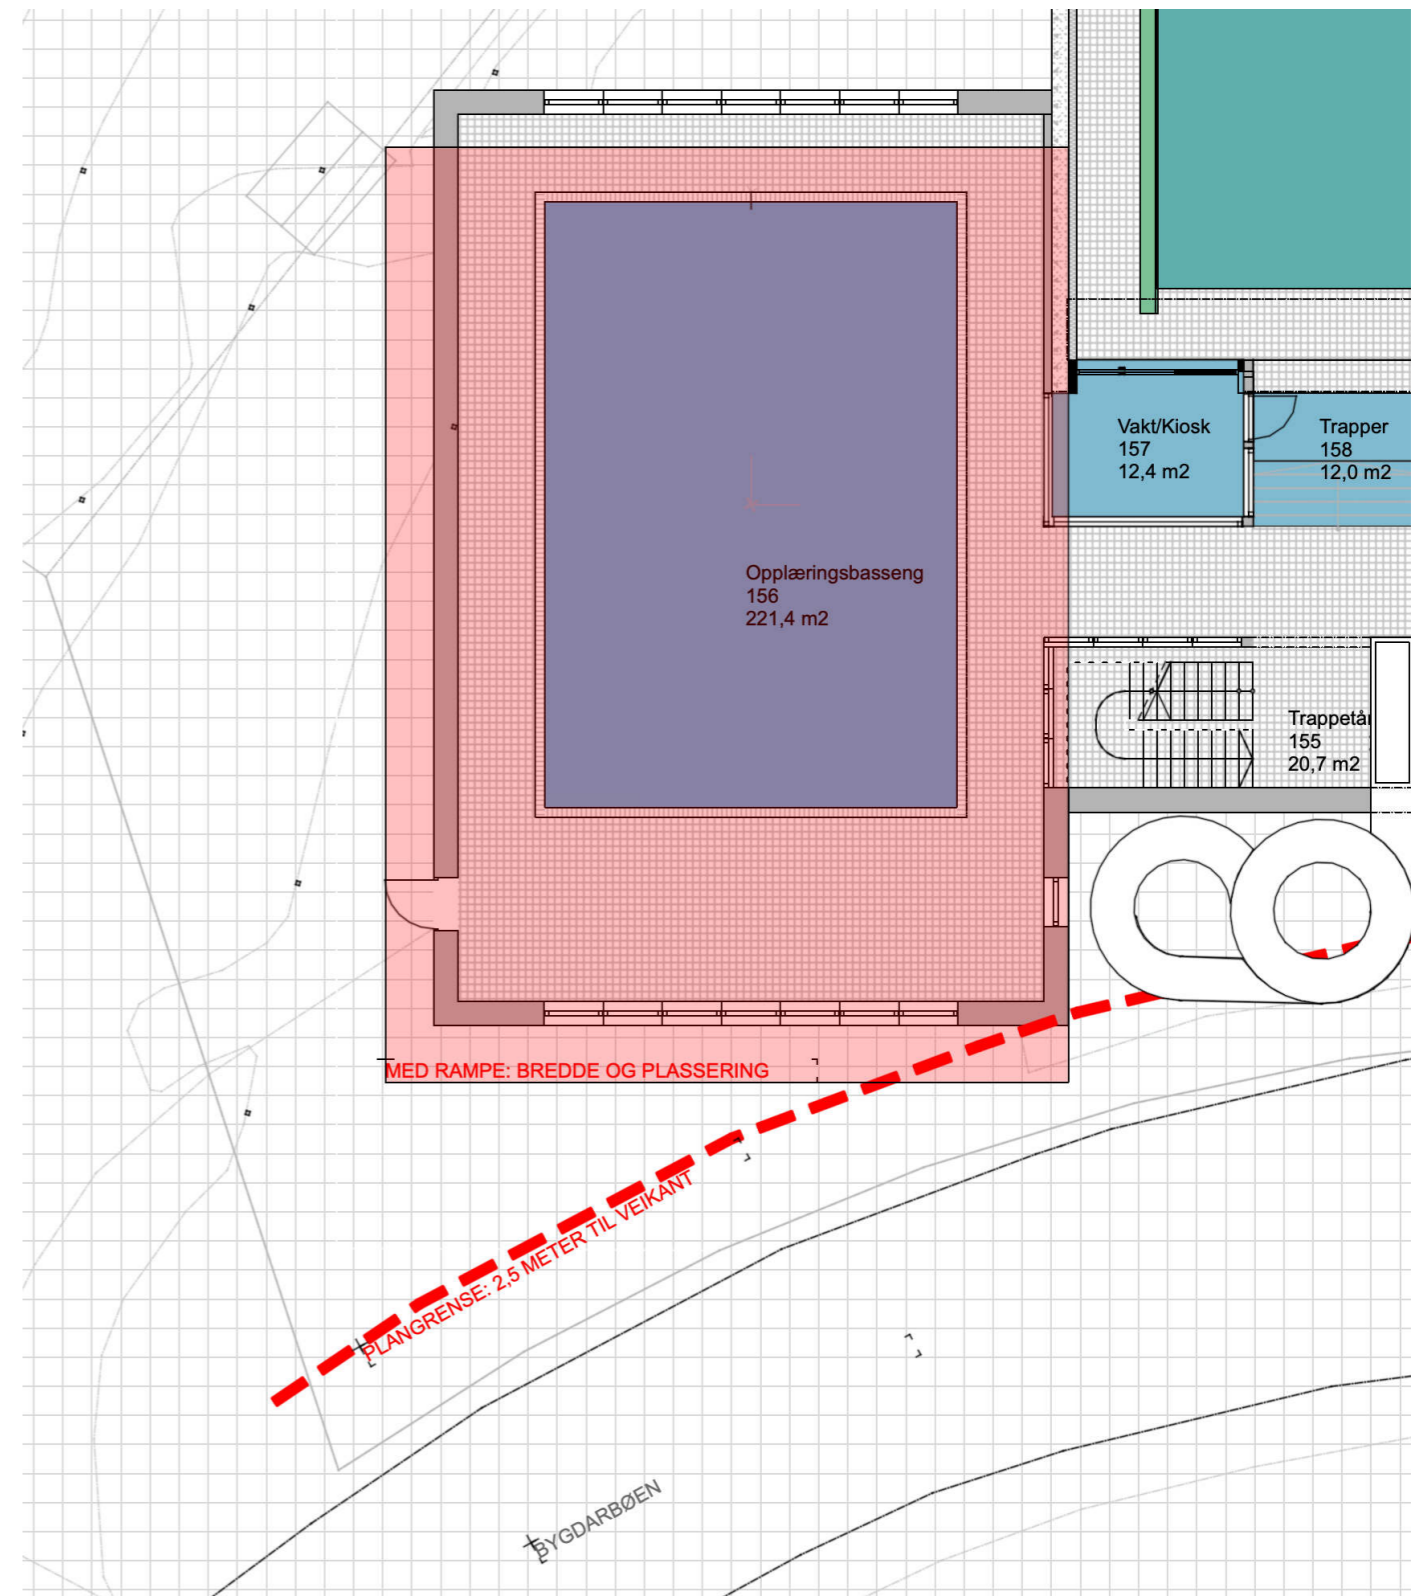 Vakt/Kiosk
157
12,4 m2
Trapper
158
12,0 m2
Opplæringsbasseng
156
221,4 m2
Trappetår
155
20,7 m2
MED RAMPE: BREDDE OG PLASSERING
PLANGRENSE: 2,5 METER TIL VEIKANT
BYGDARBØEN